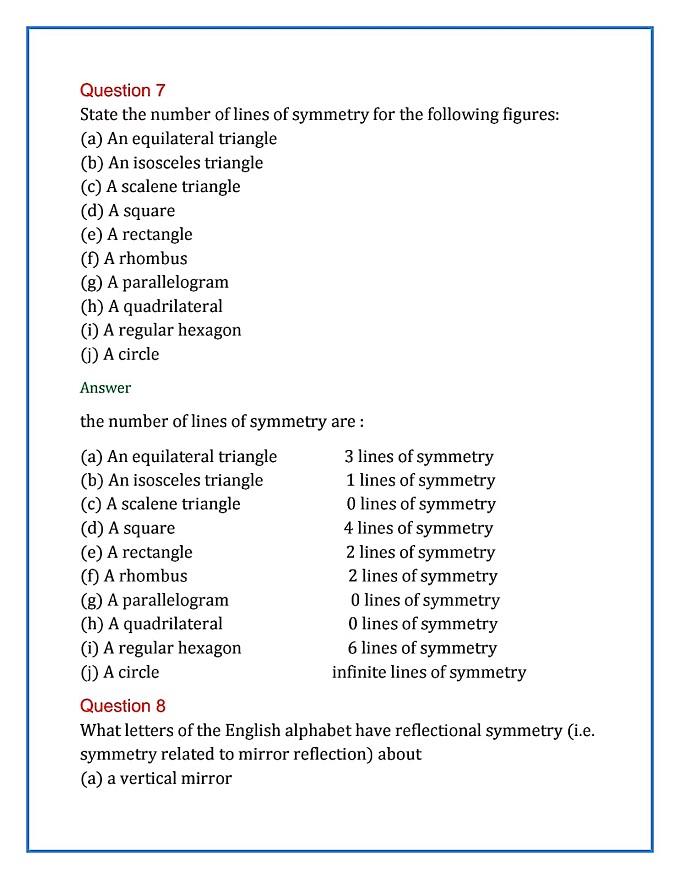 Question 7
State the number of lines of symmetry for the following figures:
(a) An equilateral triangle
(b) An isosceles triangle
(c) A scalene triangle
(d) A square
(e) A rectangle
(f) A rhombus
(g) A parallelogram
(h) A quadrilateral
(i) A regular hexagon
(j) A circle
Answer
the number of lines of symmetry are :
(a) An equilateral triangle 3 lines of symmetry
(b) An isosceles triangle 1 lines of symmetry
(c) A scalene triangle 0 lines of symmetry
(d) A square 4 lines of symmetry
(e) A rectangle 2 lines of symmetry
(f) A rhombus 2 lines of symmetry
(g) A parallelogram 0 lines of symmetry
(h) A quadrilateral 0 lines of symmetry
(i) A regular hexagon 6 lines of symmetry
(j) A circle infinite lines of symmetry
Question 8
What letters of the English alphabet have reflectional symmetry (i.e.
symmetry related to mirror reflection) about
(a) a vertical mirror